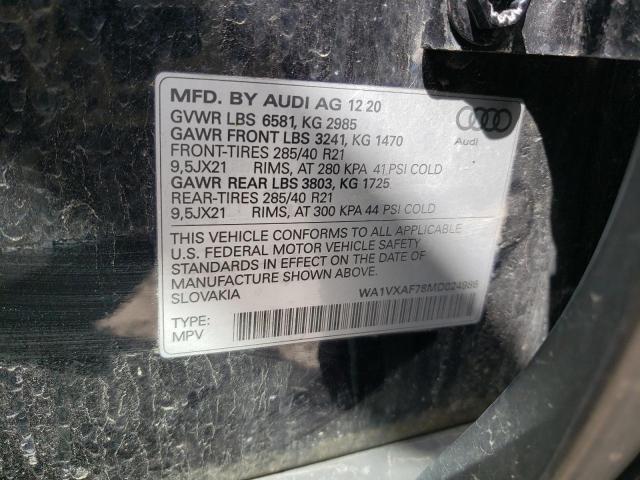 MFD. BY AUDI AG 12 20
GVWR LBS 6581, KG 2985
GAWR FRONT LBS 3241, KG 1470
FRONT-TIRES 285/40 R21
9,5JX21 RIMS, AT 280 KPA 41 PSI COLD
GAWR REAR LBS 3803, KG 1725
REAR-TIRES 285/40 R21
9,5JX21 RIMS, AT 300 KPA 44 PSI COLD
Audi
THIS VEHICLE CONFORMS TO ALL APPLICABLE
U.S. FEDERAL MOTOR VEHICLE SAFETY
STANDARDS IN EFFECT ON THE DATE OF
MANUFACTURE SHOWN ABOVE.
SLOVAKIA
WA1VXAF78MD024986
TYPE:
MPV